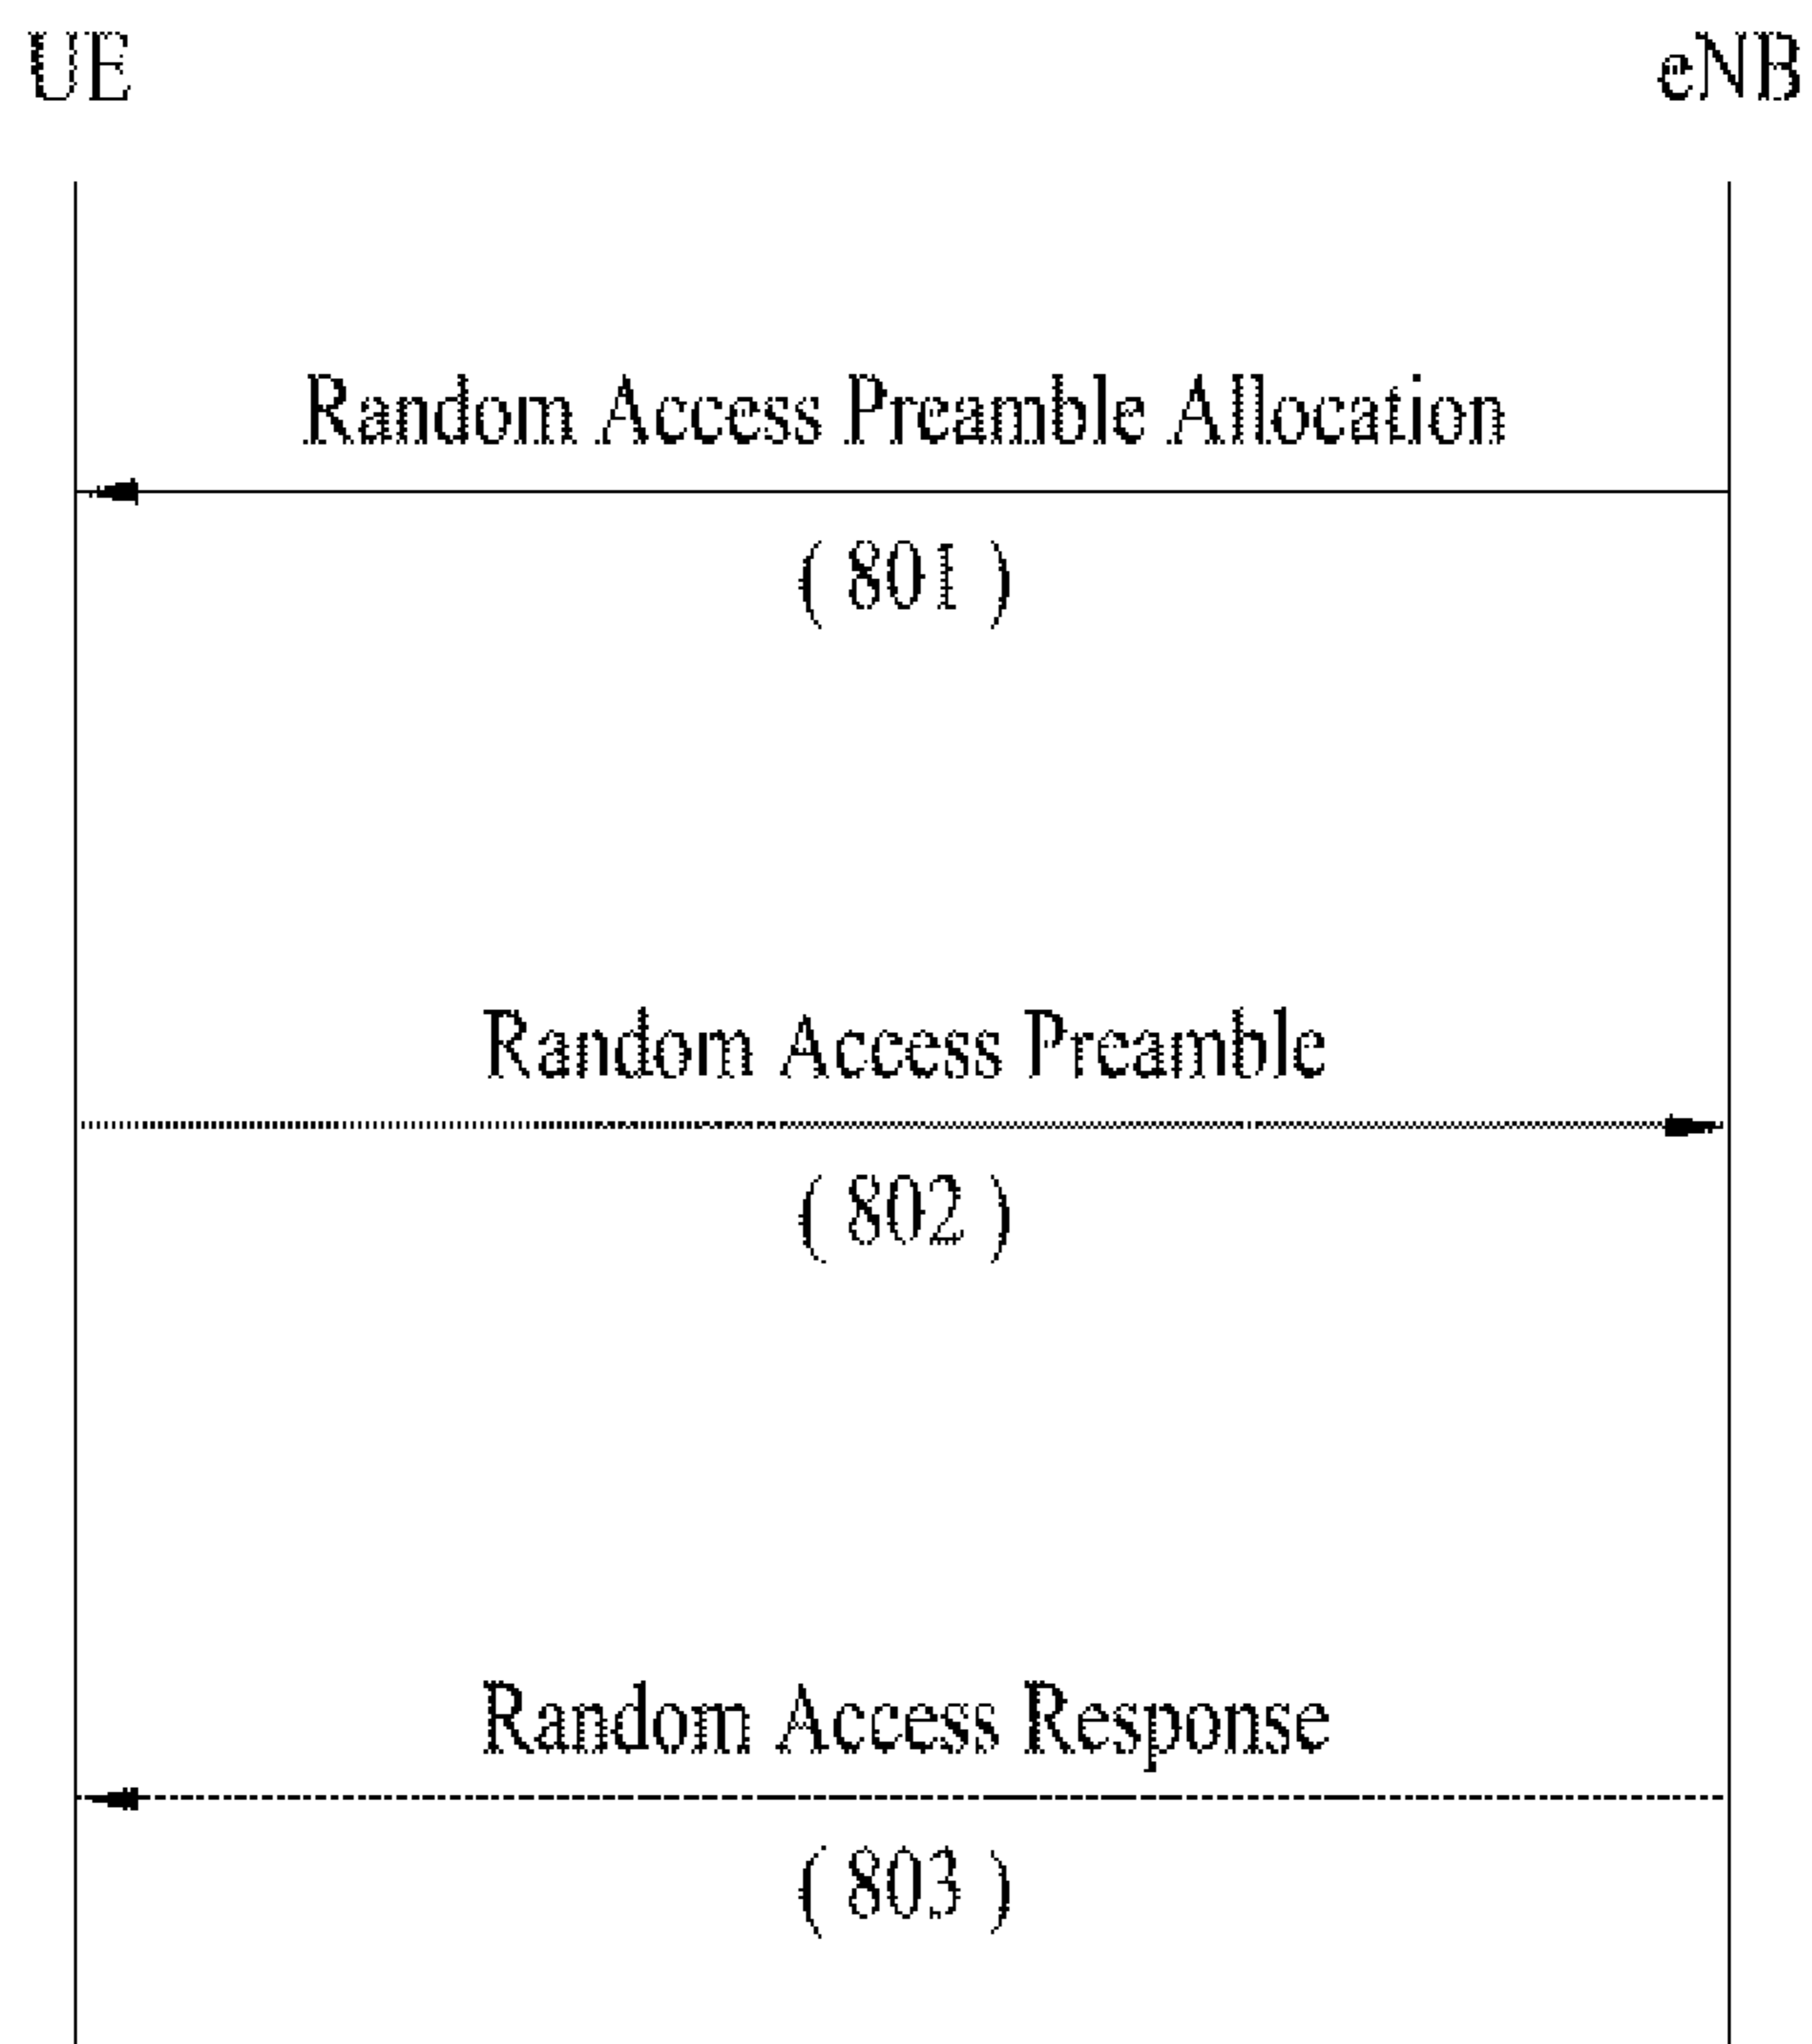 UE eNB
Random Access Preamble Allocation
( 801 )
Random Access Preamble
( 802 )
Random Access Response
( 803 )